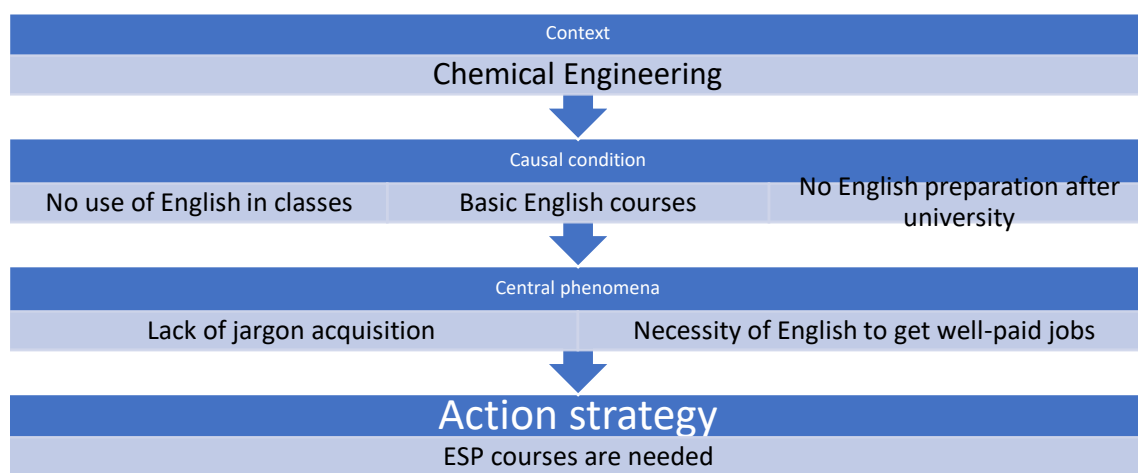 Context
Chemical Engineering
Causal condition
No use of English in classes
Basic English courses
No English preparation after
university
Central phenomena
Lack of jargon acquisition
Necessity of English to get well-paid jobs
Action strategy
ESP courses are needed